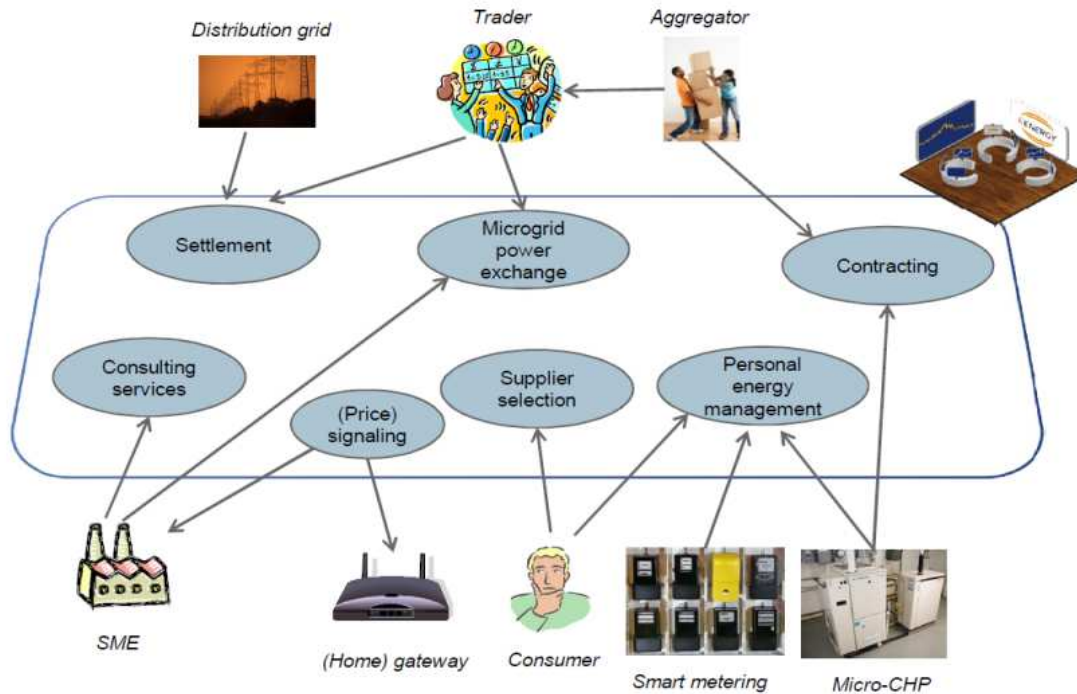 Distribution grid
Trader
Aggregator
ENERGY
Settlement
Microgrid
power
exchange
Contracting
Consulting
services
(Price)
signaling
Supplier
selection
Personal
energy
management
SME
(Home) gateway
Consumer
Smart metering
Micro-CHP